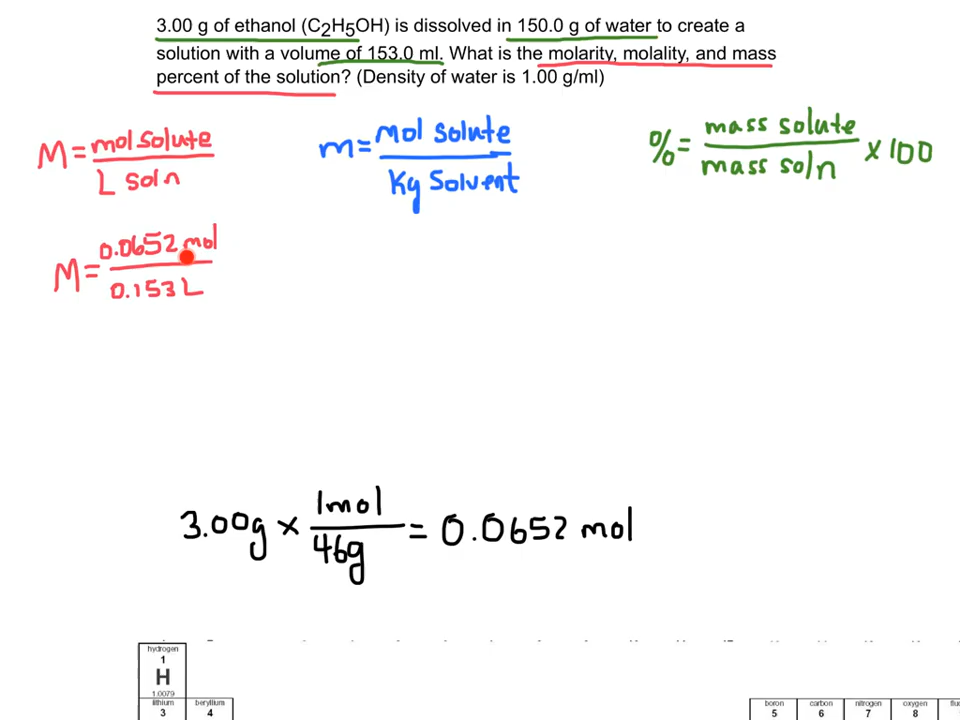 3.00 g of ethanol (C2H5OH) is dissolved in 150.0 g of water to create a
solution with a volume of 153.0 ml. What is the molarity, molality, and mass
percent of the solution? (Density of water is 1.00 g/ml)
M = mol solute / L soln
m = mol solute / Kg Solvent
% = mass solute / mass soln × 100
M = 0.0652 mol / 0.153 L
3.00g × 1mol / 46g = 0.0652 mol
hydrogen
1
H
1.0079
lithium
3
beryllium
4
boron
5
carbon
6
nitrogen
7
oxygen
8